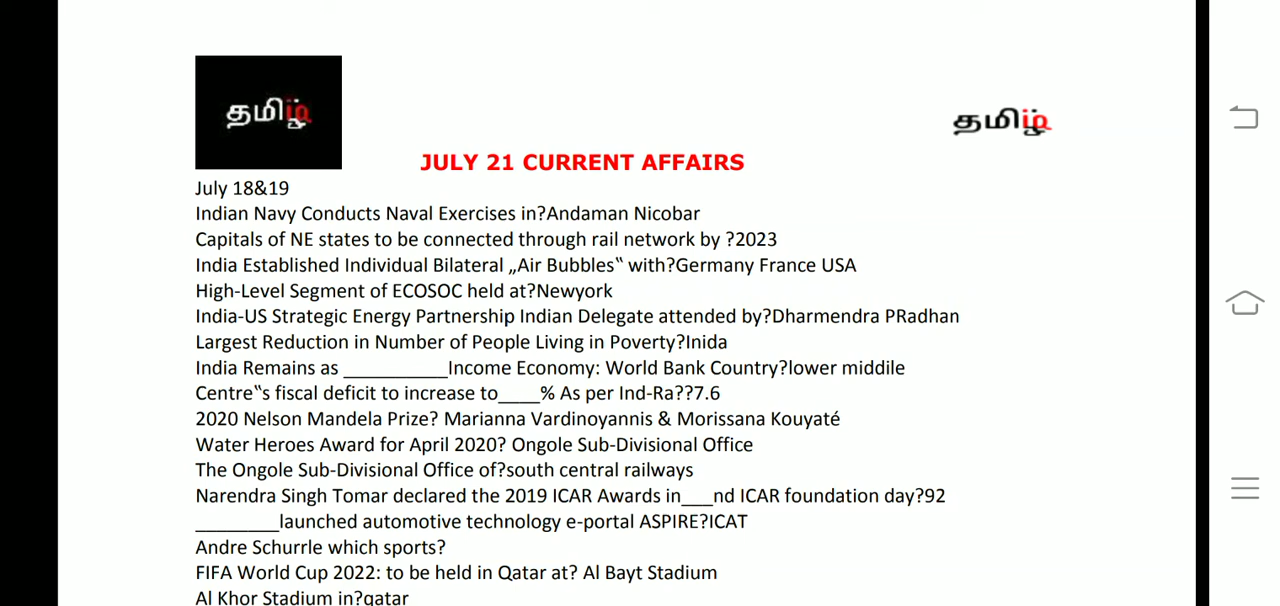 தமிழ்
தமிழ்
JULY 21 CURRENT AFFAIRS
July 18&19
Indian Navy Conducts Naval Exercises in?Andaman Nicobar
Capitals of NE states to be connected through rail network by ?2023
India Established Individual Bilateral „Air Bubbles‟ with?Germany France USA
High-Level Segment of ECOSOC held at?Newyork
India-US Strategic Energy Partnership Indian Delegate attended by?Dharmendra PRadhan
Largest Reduction in Number of People Living in Poverty?Inida
India Remains as __________Income Economy: World Bank Country?lower middile
Centre‟s fiscal deficit to increase to____% As per Ind-Ra??7.6
2020 Nelson Mandela Prize? Marianna Vardinoyannis & Morissana Kouyaté
Water Heroes Award for April 2020? Ongole Sub-Divisional Office
The Ongole Sub-Divisional Office of?south central railways
Narendra Singh Tomar declared the 2019 ICAR Awards in___nd ICAR foundation day?92
________launched automotive technology e-portal ASPIRE?ICAT
Andre Schurrle which sports?
FIFA World Cup 2022: to be held in Qatar at? Al Bayt Stadium
Al Khor Stadium in?qatar